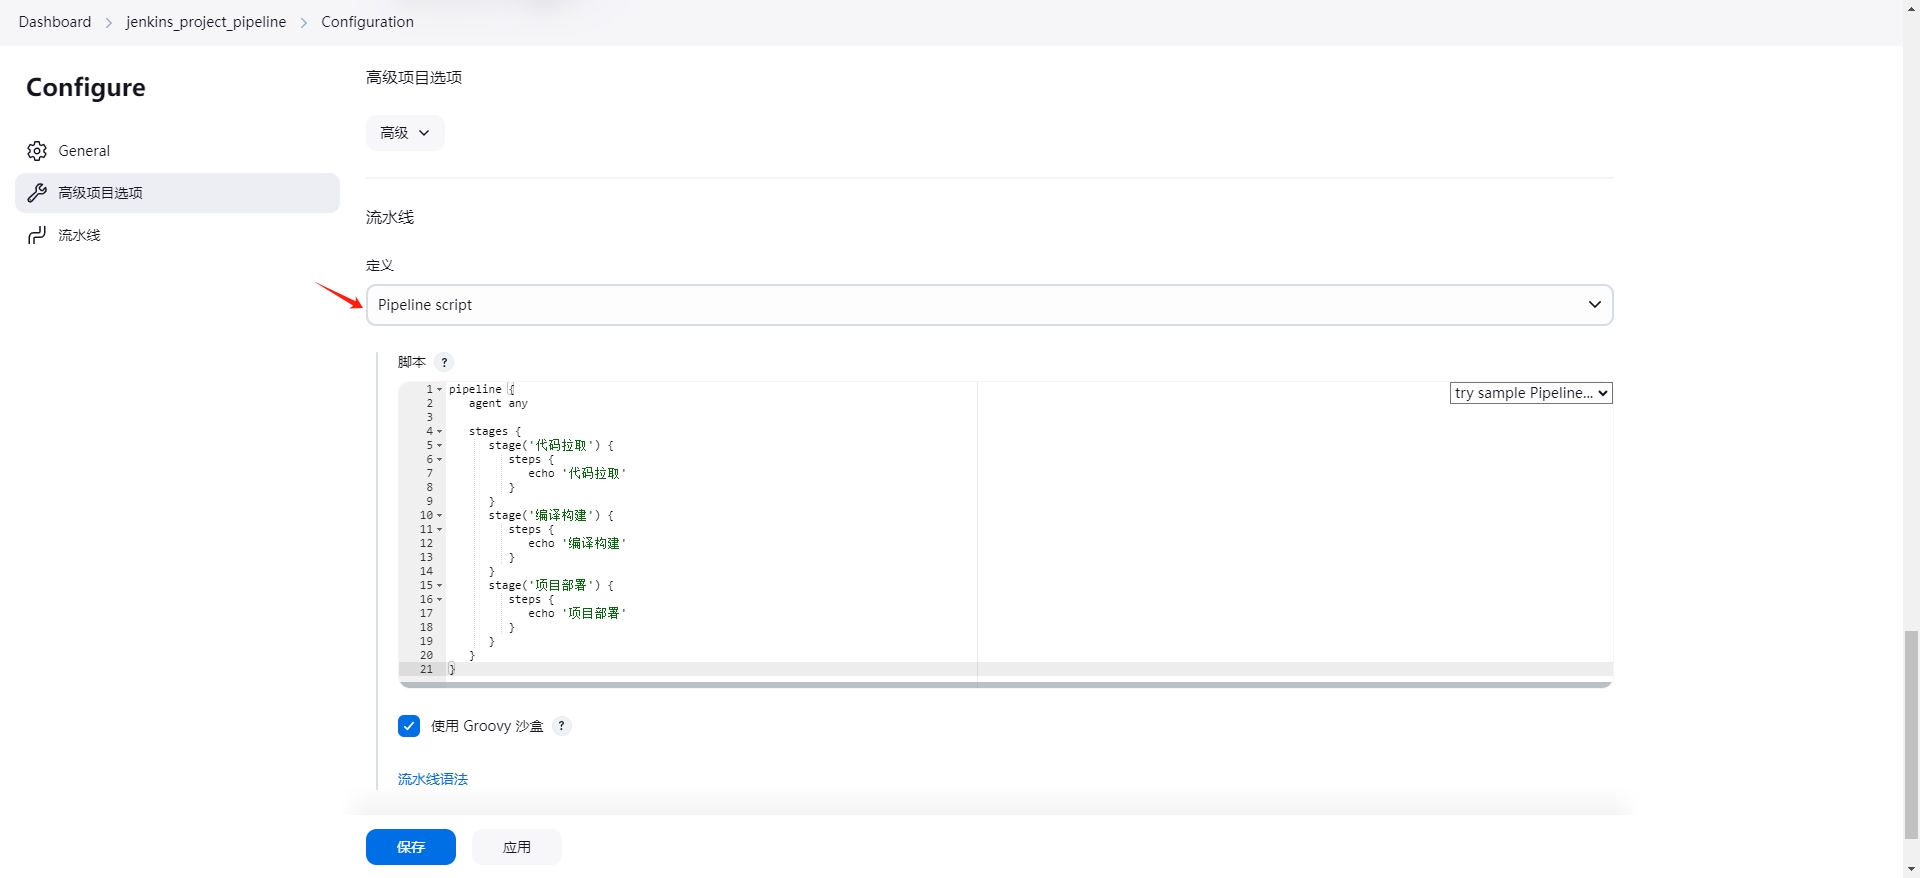 Dashboard > jenkins_project_pipeline > Configuration
Configure
General
高级项目选项
流水线
高级项目选项
高级
流水线
定义
Pipeline script
脚本 ?
try sample Pipeline...
1 pipeline {
2    agent any
3
4    stages {
5       stage('代码拉取') {
6          steps {
7             echo '代码拉取'
8          }
9       }
10       stage('编译构建') {
11          steps {
12             echo '编译构建'
13          }
14       }
15       stage('项目部署') {
16          steps {
17             echo '项目部署'
18          }
19       }
20    }
21 }
使用 Groovy 沙盒 ?
流水线语法
保存
应用